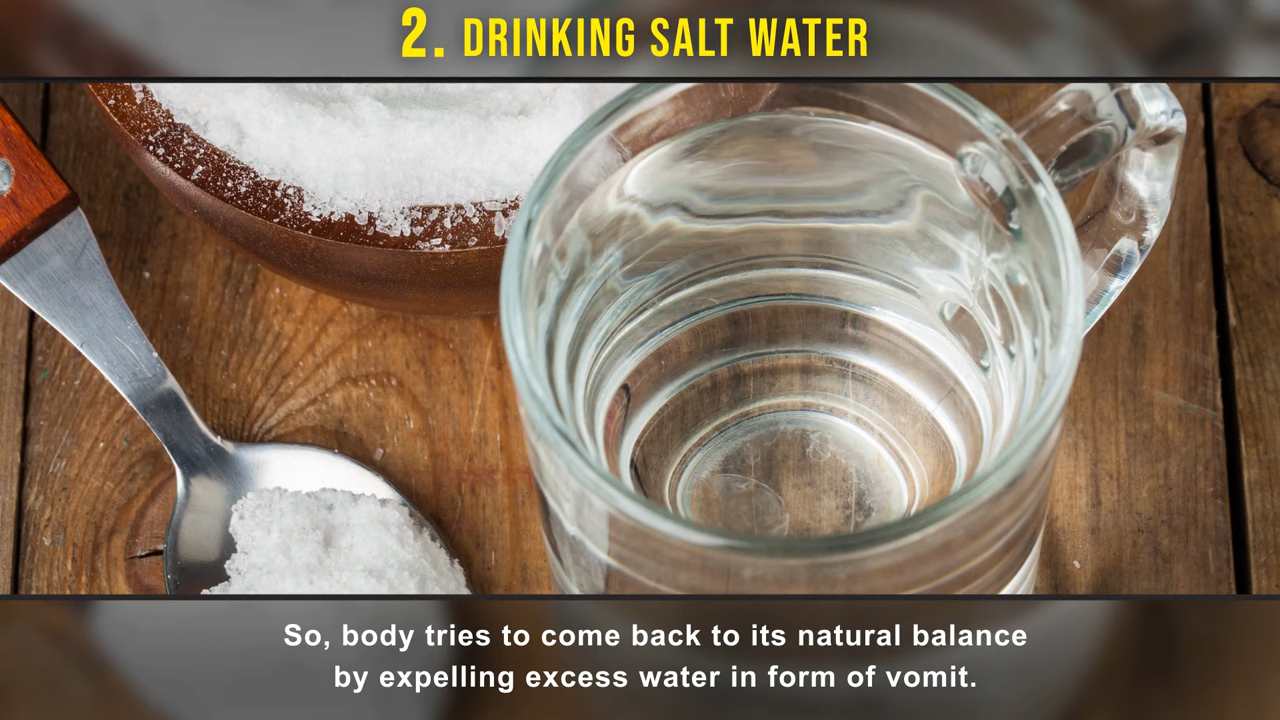 2. DRINKING SALT WATER
So, body tries to come back to its natural balance
by expelling excess water in form of vomit.